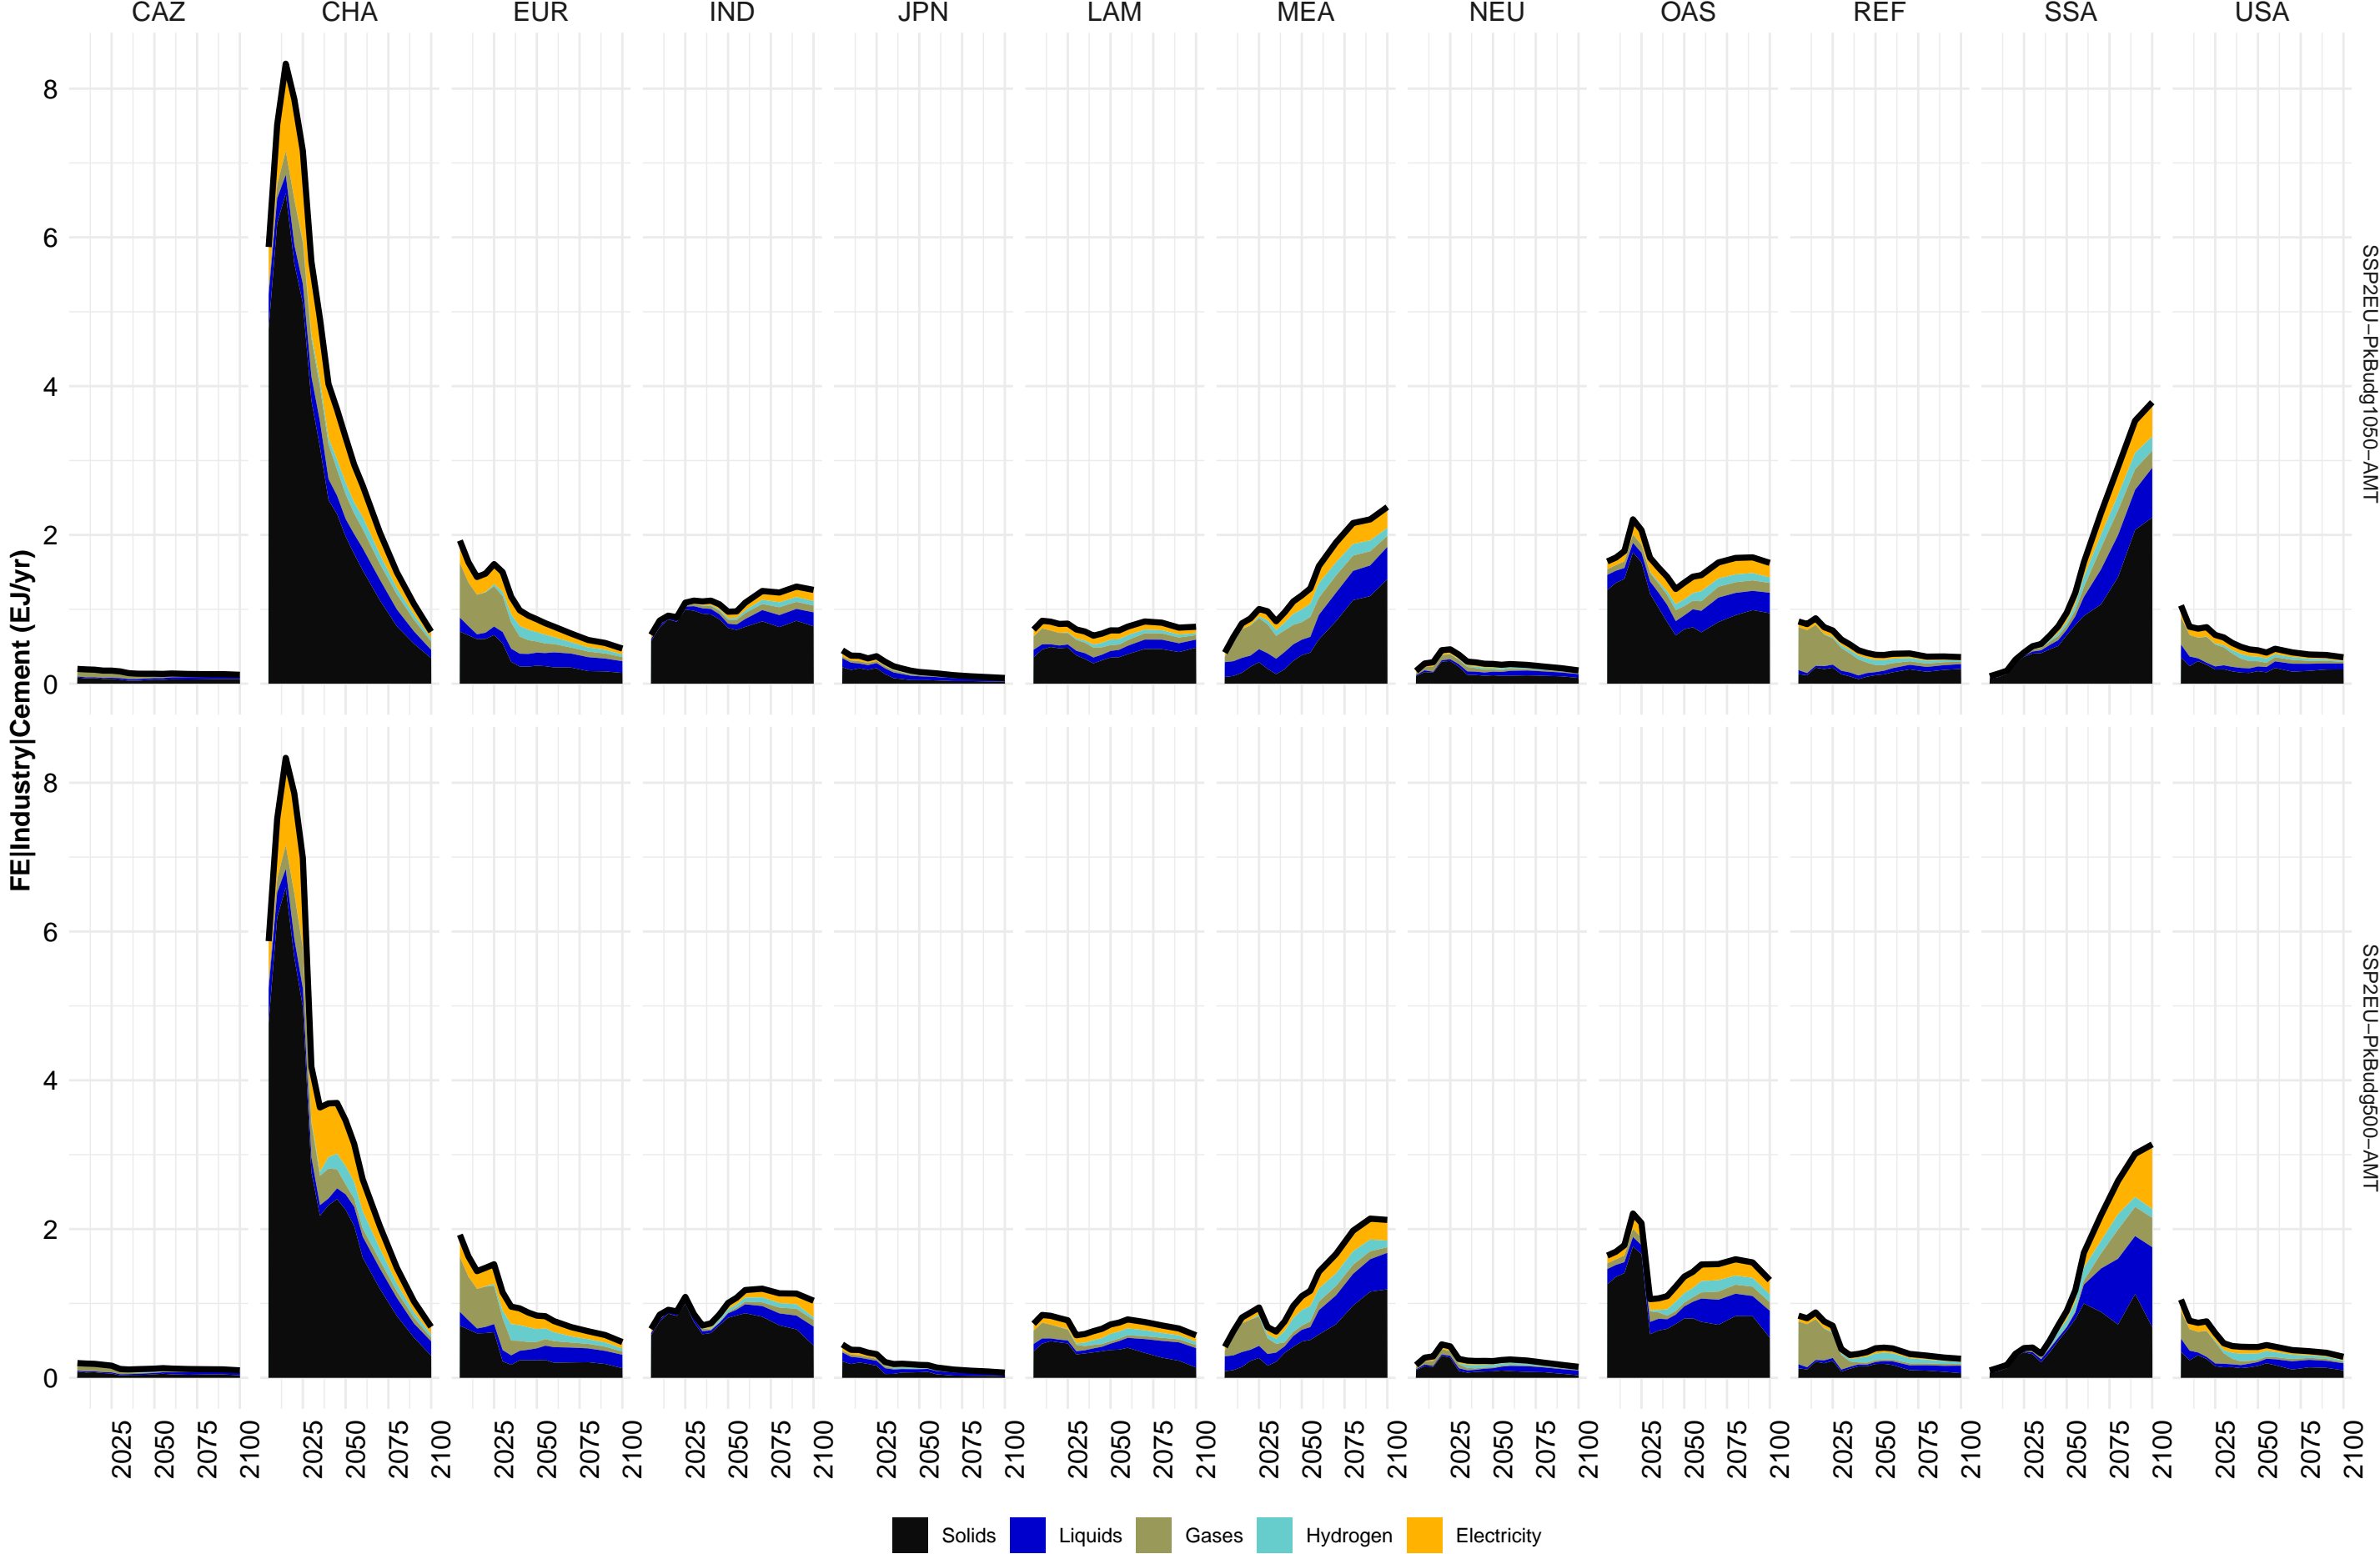 CAZ CHA EUR IND JPN LAM MEA NEU OAS REF SSA USA
8
6
4
2
0
SSP2EU−PkBudg1050−AMT
FE|Industry|Cement (EJ/yr)
8
6
4
2
0
SSP2EU−PkBudg500−AMT
2025 2050 2075 2100 2025 2050 2075 2100 2025 2050 2075 2100 2025 2050 2075 2100 2025 2050 2075 2100 2025 2050 2075 2100 2025 2050 2075 2100 2025 2050 2075 2100 2025 2050 2075 2100 2025 2050 2075 2100 2025 2050 2075 2100 2025 2050 2075 2100
Solids Liquids Gases Hydrogen Electricity